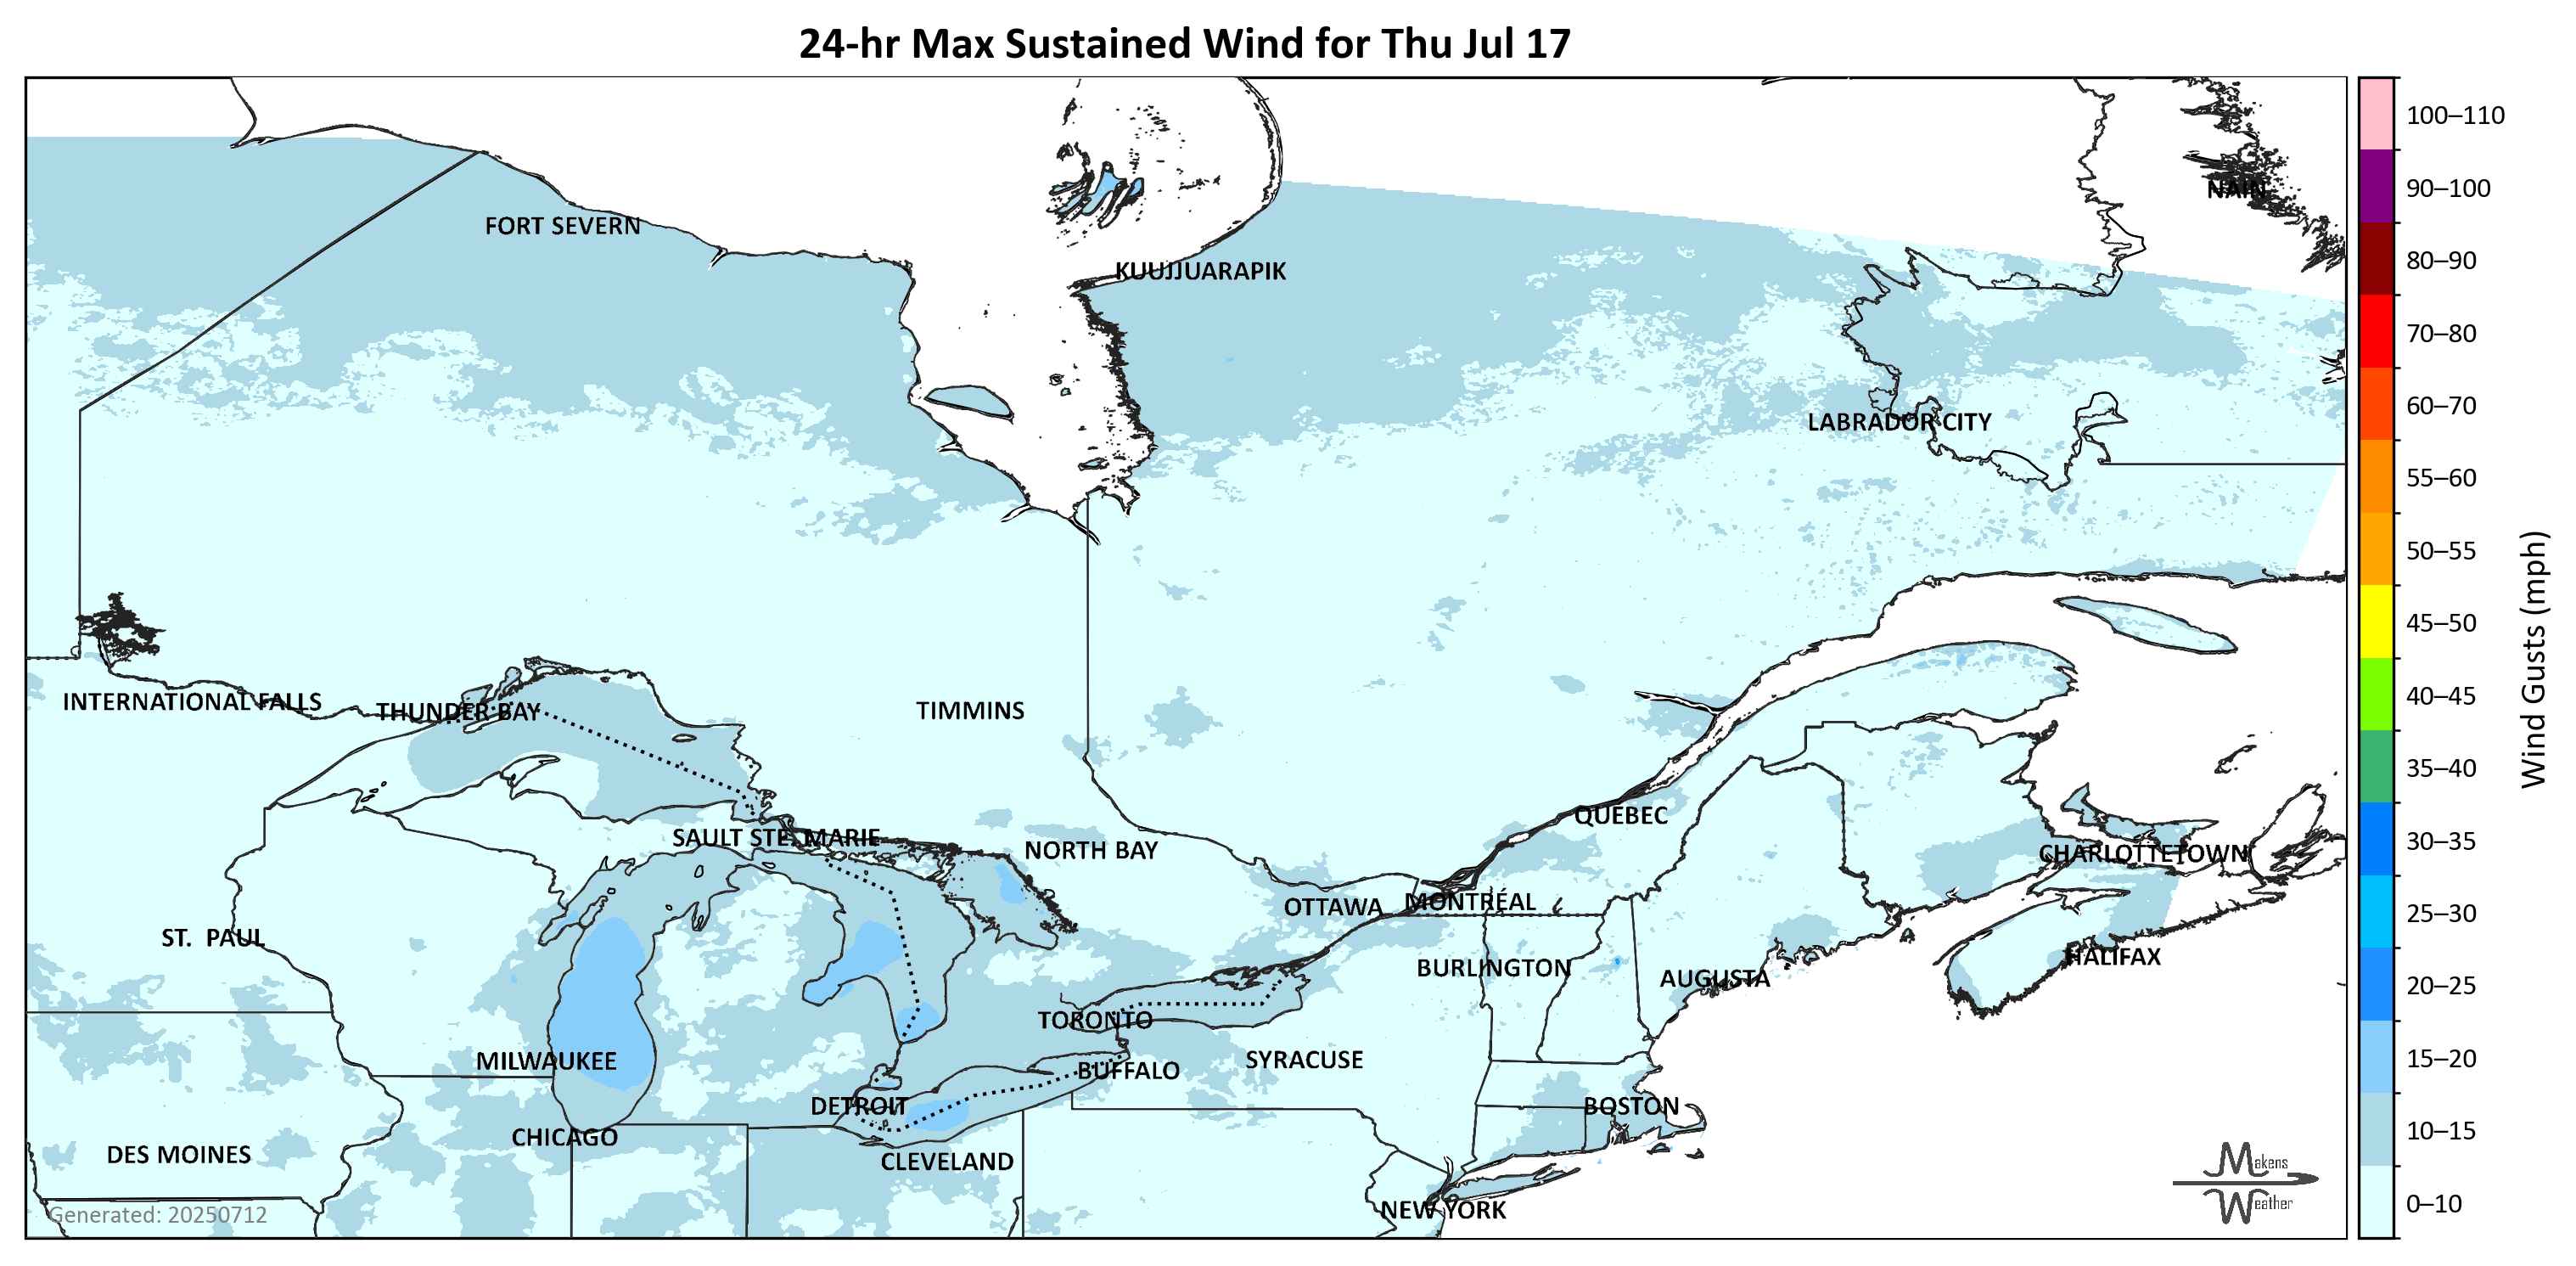 24-hr Max Sustained Wind for Thu Jul 17
NAIN
FORT SEVERN
KUUJJUARAPIK
LABRADOR CITY
INTERNATIONAL FALLS
THUNDER BAY
TIMMINS
QUÉBEC
SAULT STE. MARIE
NORTH BAY
CHARLOTTETOWN
OTTAWA
MONTRÉAL
ST. PAUL
HALIFAX
BURLINGTON
AUGUSTA
TORONTO
MILWAUKEE
SYRACUSE
BUFFALO
DETROIT
BOSTON
CHICAGO
DES MOINES
CLEVELAND
NEW YORK
Generated: 20250712
Makens
Weather
100–110
90–100
80–90
70–80
60–70
55–60
50–55
45–50
40–45
35–40
30–35
25–30
20–25
15–20
10–15
0–10
Wind Gusts (mph)